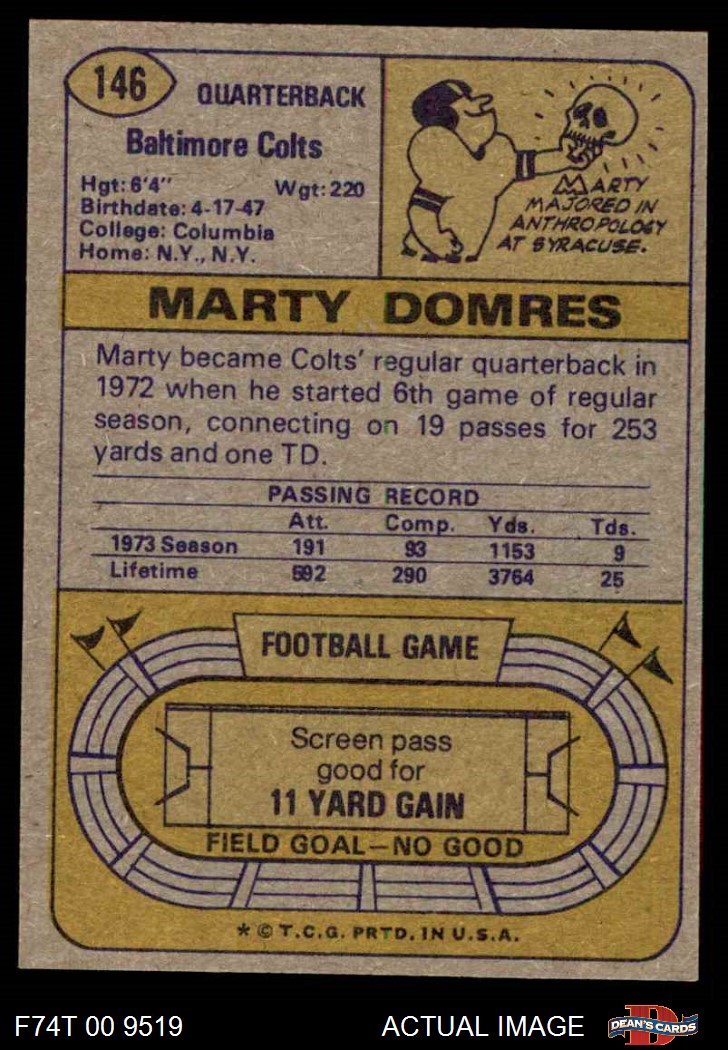 146
QUARTERBACK
Baltimore Colts
Hgt: 6'4" Wgt: 220
Birthdate: 4-17-47
College: Columbia
Home: N.Y., N.Y.
MARTY
MAJORED IN
ANTHROPOLOGY
AT SYRACUSE.
MARTY DOMRES
Marty became Colts' regular quarterback in
1972 when he started 6th game of regular
season, connecting on 19 passes for 253
yards and one TD.
PASSING RECORD
Att. Comp. Yds. Tds.
1973 Season 191 93 1153 9
Lifetime 592 290 3764 25
FOOTBALL GAME
Screen pass
good for
11 YARD GAIN
FIELD GOAL—NO GOOD
* © T.C.G. PRTD. IN U.S.A.
F74T 00 9519 ACTUAL IMAGE
D
DEAN'S CARDS